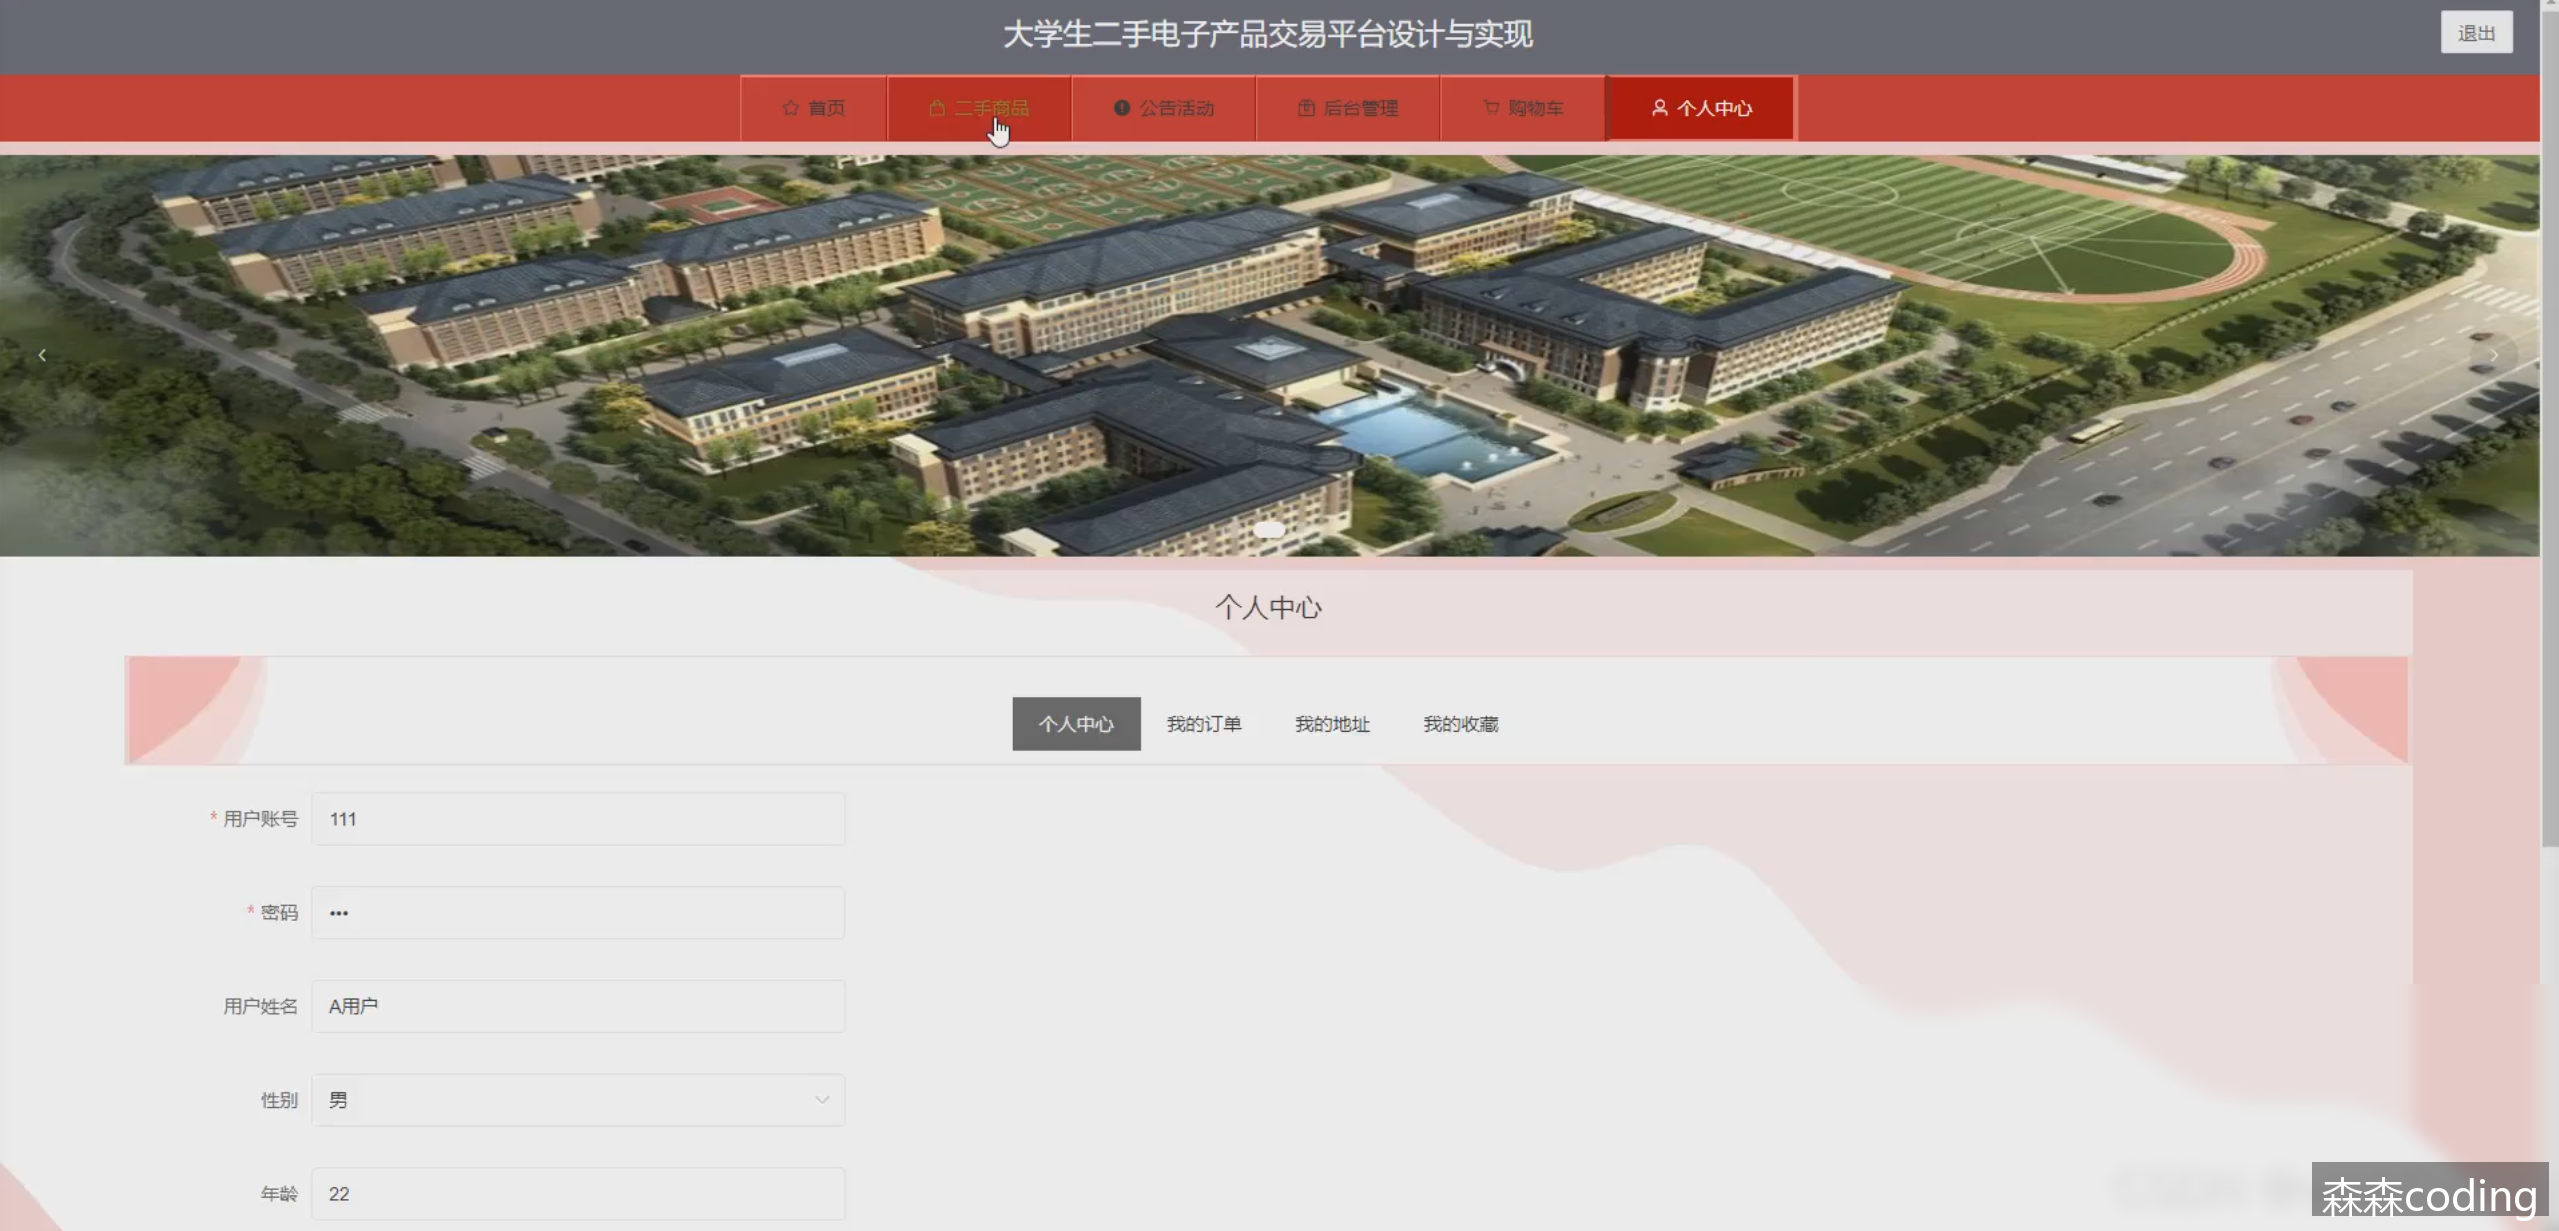 大学生二手电子产品交易平台设计与实现
退出
首页 二手商品 公告活动 后台管理 购物车 个人中心
个人中心
个人中心 我的订单 我的地址 我的收藏
* 用户账号 111
* 密码 •••
用户姓名 A用户
性别 男
年龄 22
森森coding